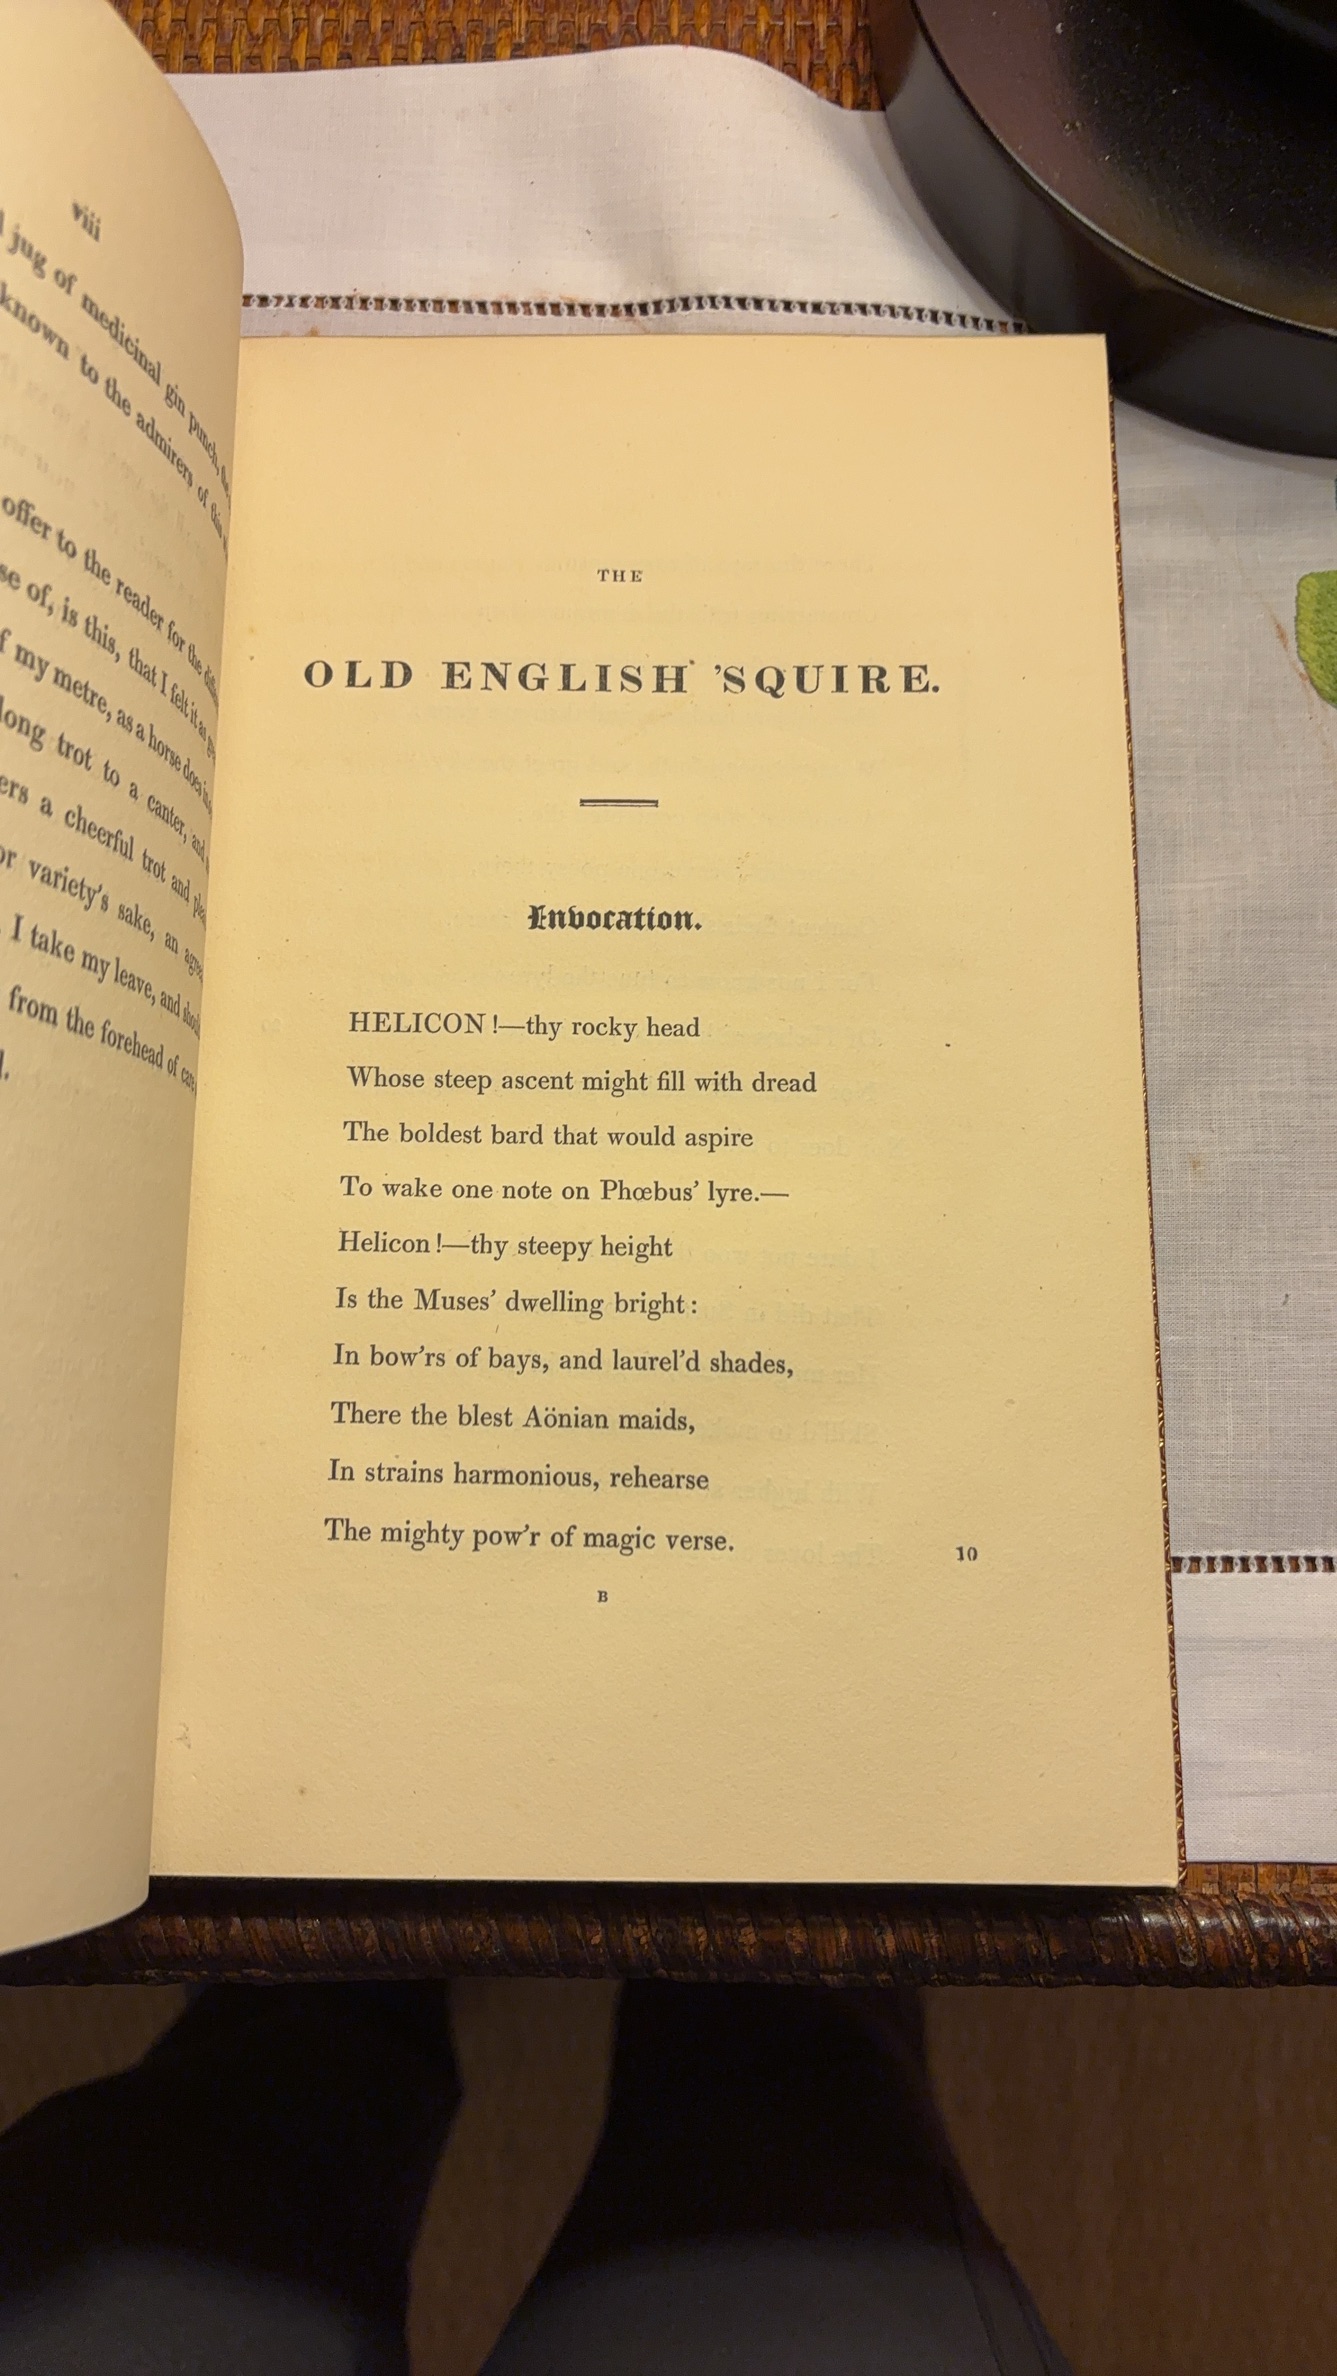 viii
jug of medicinal gin punch,
known to the admirers of this
offer to the reader for the
se of, is this, that I felt it as
f my metre, as a horse does
long trot to a canter, and
ers a cheerful trot and
or variety's sake, an
I take my leave, and
from the forehead of care
THE
OLD ENGLISH 'SQUIRE.
Invocation.
HELICON!—thy rocky head
Whose steep ascent might fill with dread
The boldest bard that would aspire
To wake one note on Phœbus' lyre.—
Helicon!—thy steepy height
Is the Muses' dwelling bright:
In bow'rs of bays, and laurel'd shades,
There the blest Aönian maids,
In strains harmonious, rehearse
The mighty pow'r of magic verse.
10
B